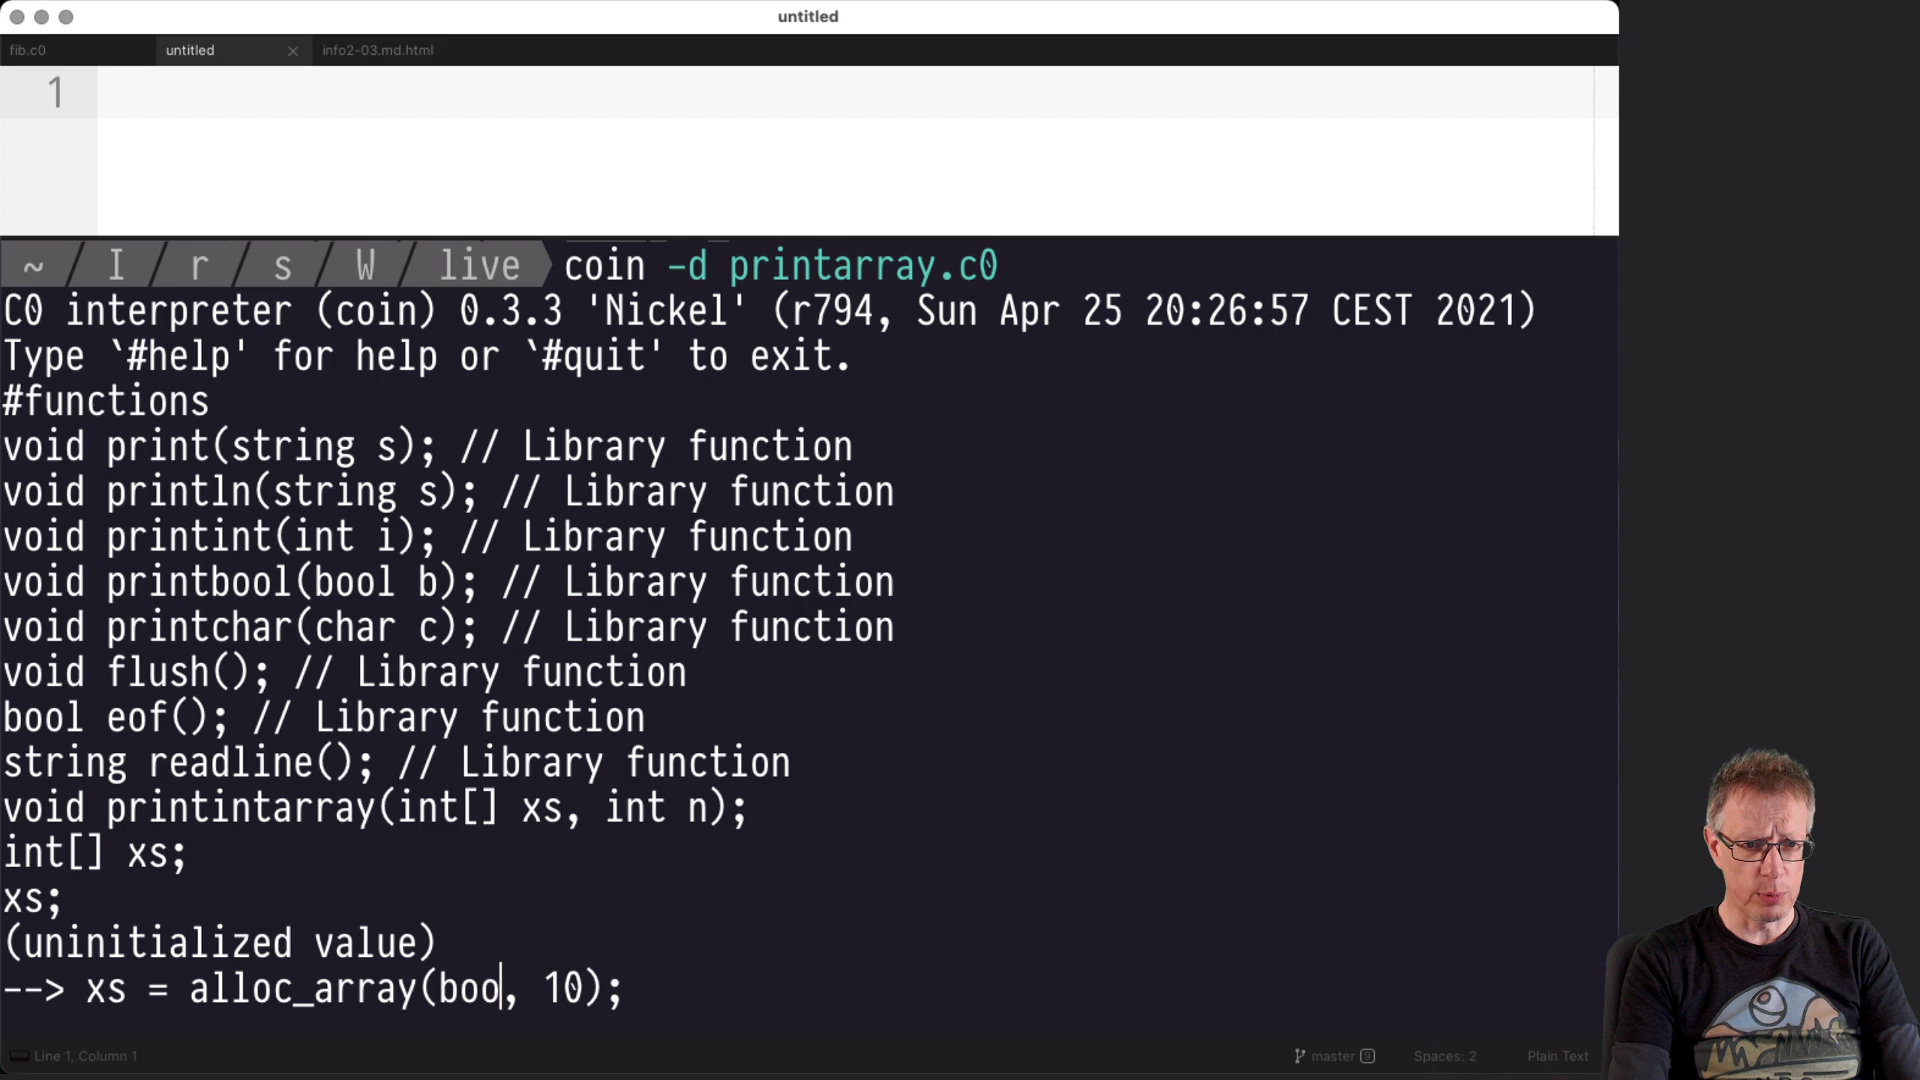 untitled
fib.c0 untitled info2-03.md.html
1
~ I r s W live coin -d printarray.c0
C0 interpreter (coin) 0.3.3 'Nickel' (r794, Sun Apr 25 20:26:57 CEST 2021)
Type `#help' for help or `#quit' to exit.
#functions
void print(string s); // Library function
void println(string s); // Library function
void printint(int i); // Library function
void printbool(bool b); // Library function
void printchar(char c); // Library function
void flush(); // Library function
bool eof(); // Library function
string readline(); // Library function
void printintarray(int[] xs, int n);
int[] xs;
xs;
(uninitialized value)
--> xs = alloc_array(boo, 10);
Line 1, Column 1 master 9 Spaces: 2 Plain Text